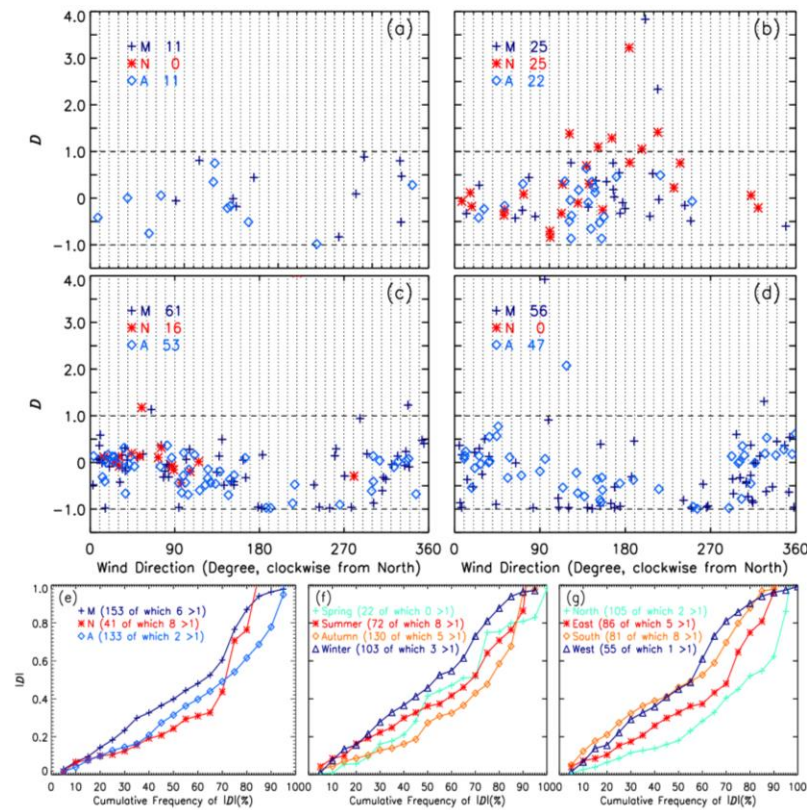 4.0 (a) (b)
+ M 11 + M 25
✳ N 0 ✳ N 25
3.0 ◇ A 11 ◇ A 22
2.0
D
1.0
0
−1.0
4.0 (c) (d)
+ M 61 + M 56
✳ N 16 ✳ N 0
3.0 ◇ A 53 ◇ A 47
2.0
D
1.0
0
−1.0
0 90 180 270 360 0 90 180 270 360
Wind Direction (Degree, clockwise from North) Wind Direction (Degree, clockwise from North)
1.0 (e) (f) (g)
+ M (153 of which 6 >1) + Spring (22 of which 0 >1) + North (105 of which 2 >1)
✳ N (41 of which 8 >1) ✳ Summer (72 of which 8 >1) ✳ East (86 of which 5 >1)
0.8 ◇ A (133 of which 2 >1) ◇ Autumn (130 of which 5 >1) ◇ South (81 of which 8 >1)
△ Winter (103 of which 3 >1) △ West (55 of which 1 >1)
0.6
|D|
0.4
0.2
0
0 10 20 30 40 50 60 70 80 90 100 0 10 20 30 40 50 60 70 80 90 100 0 10 20 30 40 50 60 70 80 90 100
Cumulative Frequency of |D|(%) Cumulative Frequency of |D|(%) Cumulative Frequency of |D|(%)